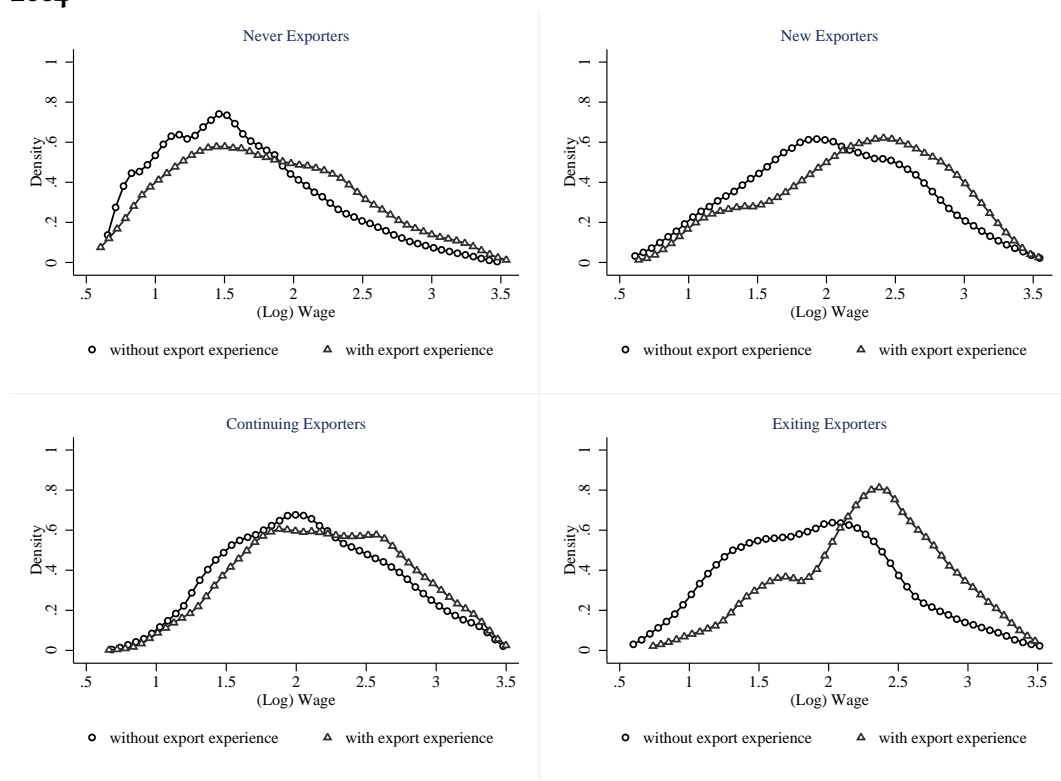 Never Exporters
Density
0 .2 .4 .6 .8 1
.5 1 1.5 2 2.5 3 3.5
(Log) Wage
without export experience with export experience
New Exporters
Density
0 .2 .4 .6 .8 1
.5 1 1.5 2 2.5 3 3.5
(Log) Wage
without export experience with export experience
Continuing Exporters
Density
0 .2 .4 .6 .8 1
.5 1 1.5 2 2.5 3 3.5
(Log) Wage
without export experience with export experience
Exiting Exporters
Density
0 .2 .4 .6 .8 1
.5 1 1.5 2 2.5 3 3.5
(Log) Wage
without export experience with export experience